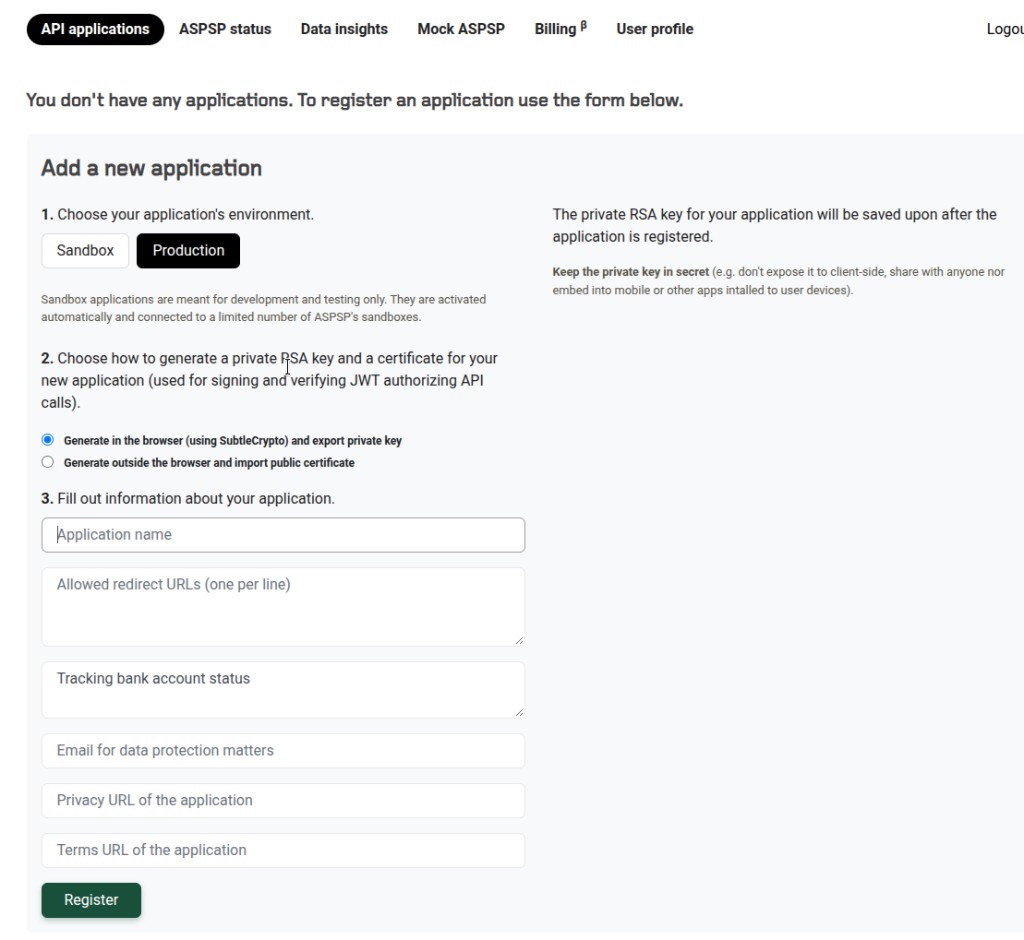 API applications ASPSP status Data insights Mock ASPSP Billing β User profile Logou
You don't have any applications. To register an application use the form below.
Add a new application
1. Choose your application's environment.
Sandbox Production
Sandbox applications are meant for development and testing only. They are activated
automatically and connected to a limited number of ASPSP's sandboxes.
2. Choose how to generate a private RSA key and a certificate for your
new application (used for signing and verifying JWT authorizing API
calls).
Generate in the browser (using SubtleCrypto) and export private key
Generate outside the browser and import public certificate
3. Fill out information about your application.
Application name
Allowed redirect URLs (one per line)
Tracking bank account status
Email for data protection matters
Privacy URL of the application
Terms URL of the application
Register
The private RSA key for your application will be saved upon after the
application is registered.
Keep the private key in secret (e.g. don't expose it to client-side, share with anyone nor
embed into mobile or other apps intalled to user devices).